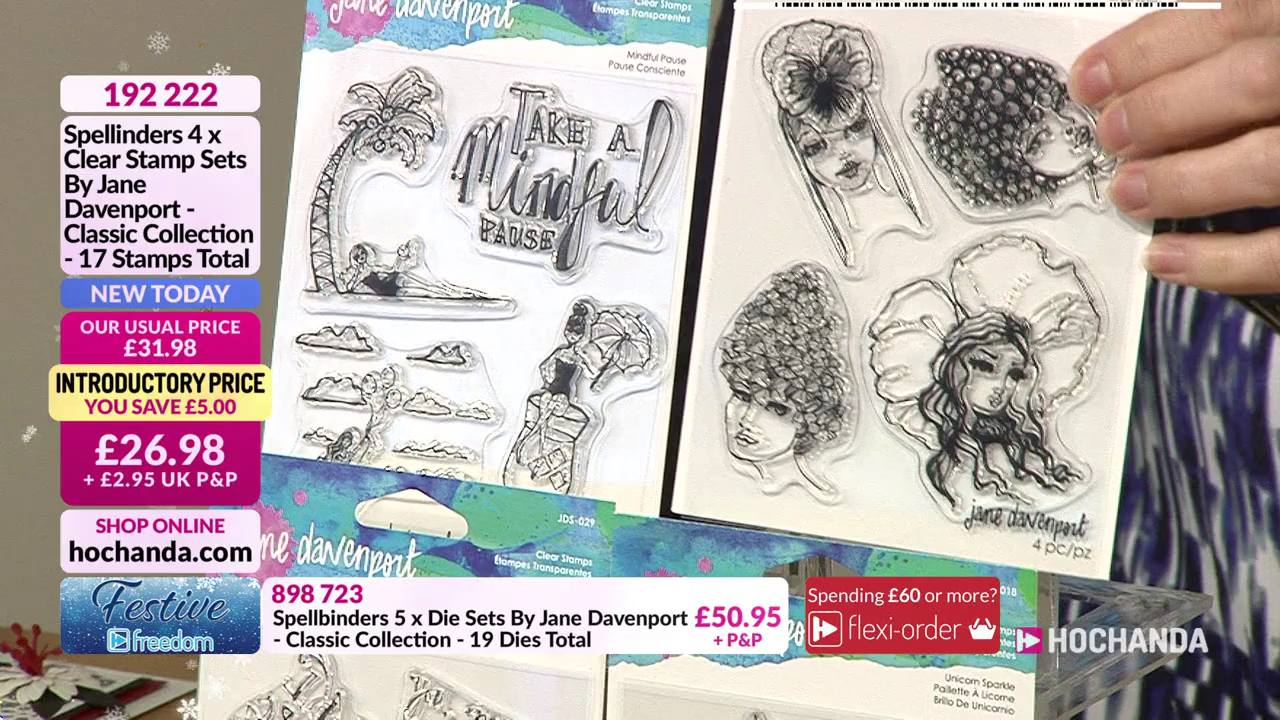 192 222
Spellinders 4 x
Clear Stamp Sets
By Jane
Davenport -
Classic Collection
- 17 Stamps Total
NEW TODAY
OUR USUAL PRICE
£31.98
INTRODUCTORY PRICE
YOU SAVE £5.00
£26.98
+ £2.95 UK P&P
SHOP ONLINE
hochanda.com
Festive
freedom
898 723
Spellbinders 5 x Die Sets By Jane Davenport
- Classic Collection - 19 Dies Total
£50.95
+ P&P
Spending £60 or more?
flexi-order
HOCHANDA
jane davenport
Clear Stamps
Étampes Transparentes
Mindful Pause
Pause Consciente
TAKE A
Mindful
PAUSE
jane davenport
4 pc/pz
JDS-029
Clear Stamps
Étampes Transparentes
ne davenport
018
Unicorn Sparkle
Paillette À Licorne
Brillo De Unicornio